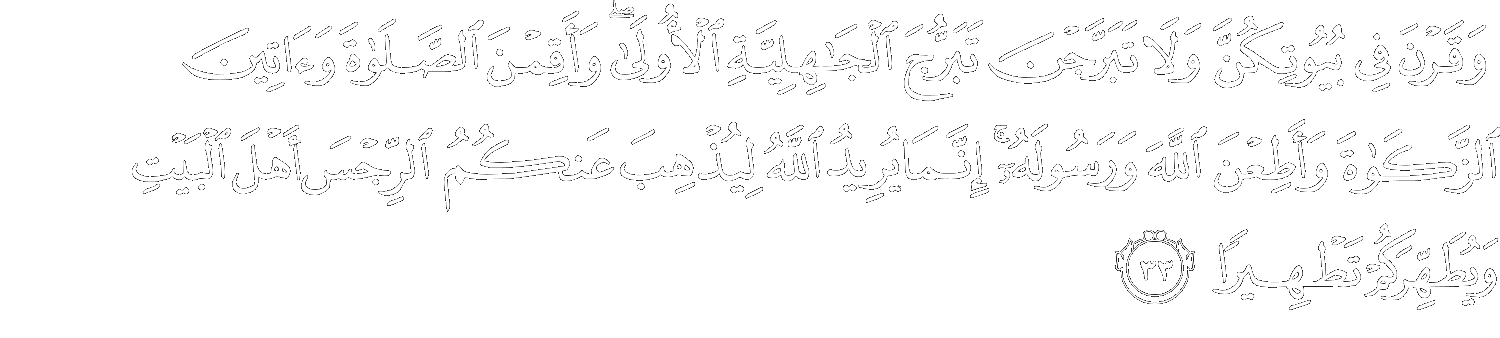 وَقَرْنَ فِى بُيُوتِكُنَّ وَلَا تَبَرَّجْنَ تَبَرُّجَ ٱلْجَـٰهِلِيَّةِ ٱلْأُولَىٰ ۖ وَأَقِمْنَ ٱلصَّلَوٰةَ وَءَاتِينَ
ٱلزَّكَوٰةَ وَأَطِعْنَ ٱللَّهَ وَرَسُولَهُۥٓ ۚ إِنَّمَا يُرِيدُ ٱللَّهُ لِيُذْهِبَ عَنكُمُ ٱلرِّجْسَ أَهْلَ ٱلْبَيْتِ
وَيُطَهِّرَكُمْ تَطْهِيرًا ٣٣